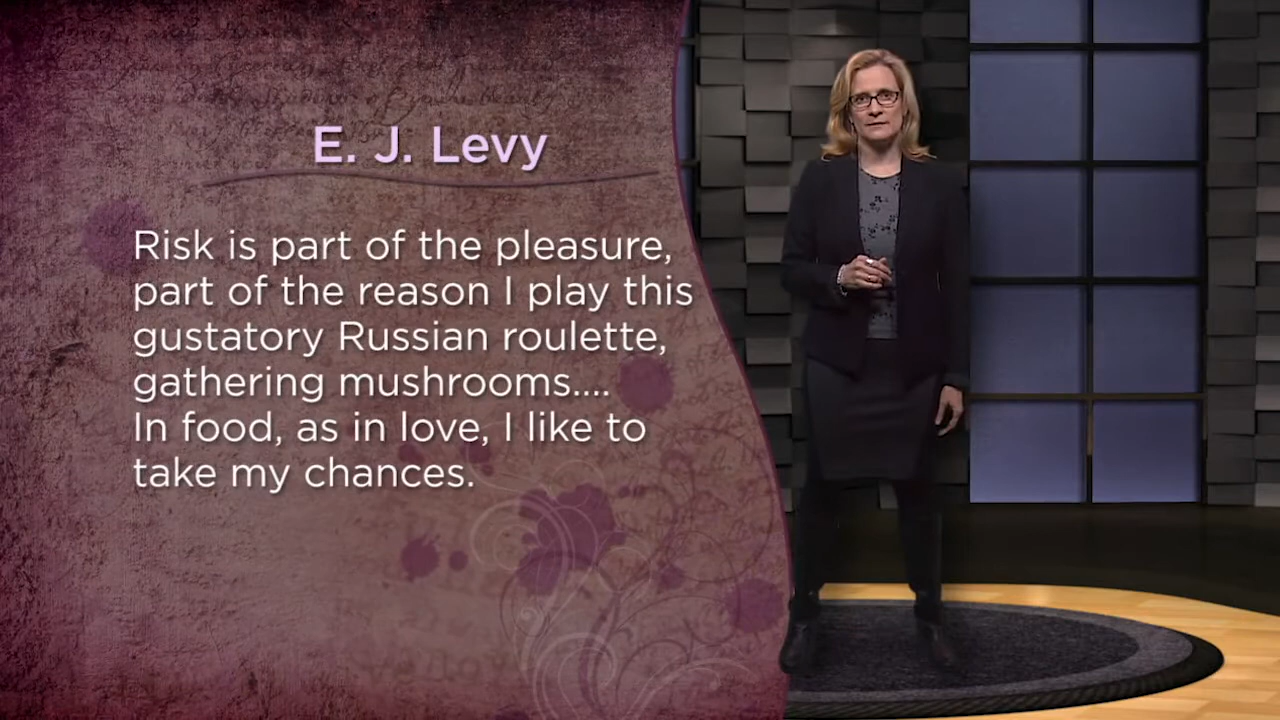 E. J. Levy
Risk is part of the pleasure,
part of the reason I play this
gustatory Russian roulette,
gathering mushrooms....
In food, as in love, I like to
take my chances.